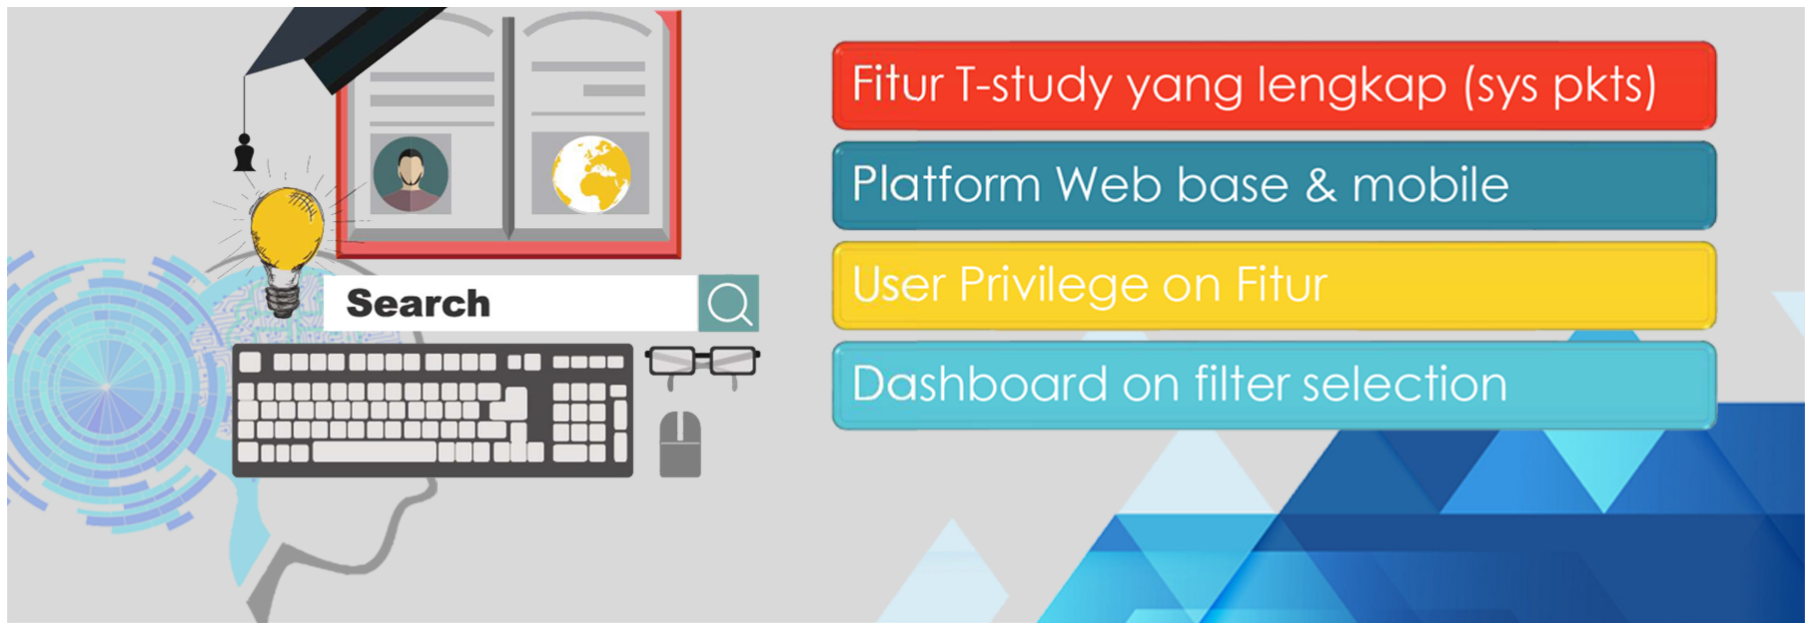 Fitur T-study yang lengkap (sys pkts)
Platform Web base & mobile
User Privilege on Fitur
Dashboard on filter selection
Search